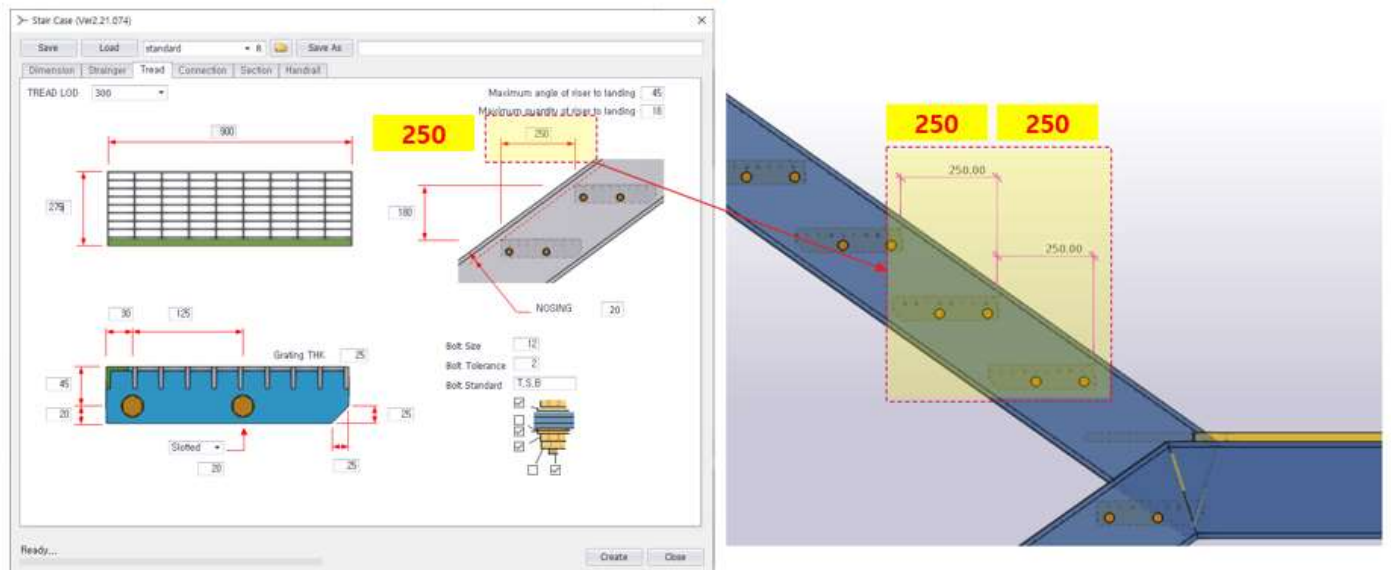 Stair Case (Ver2.21.074)
Save Load standard R Save As
Dimension Strainger Tread Connection Section Handrail
TREAD LOD 300
Maximum angle of riser to landing 45
Maximum quantity of riser to landing 18
900
250
250
275
180
NOSING 20
30 125
Grating THK 25
45
20
25
Slotted
20
25
Bolt Size 12
Bolt Tolerance 2
Bolt Standard T.S.B
Ready...
Create Close
250 250
250.00
250.00